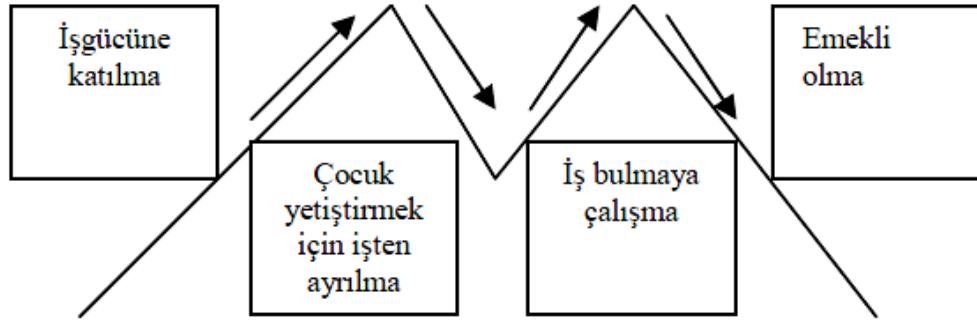 İşgücüne
katılma
Çocuk
yetiştirmek
için işten
ayrılma
İş bulmaya
çalışma
Emekli
olma